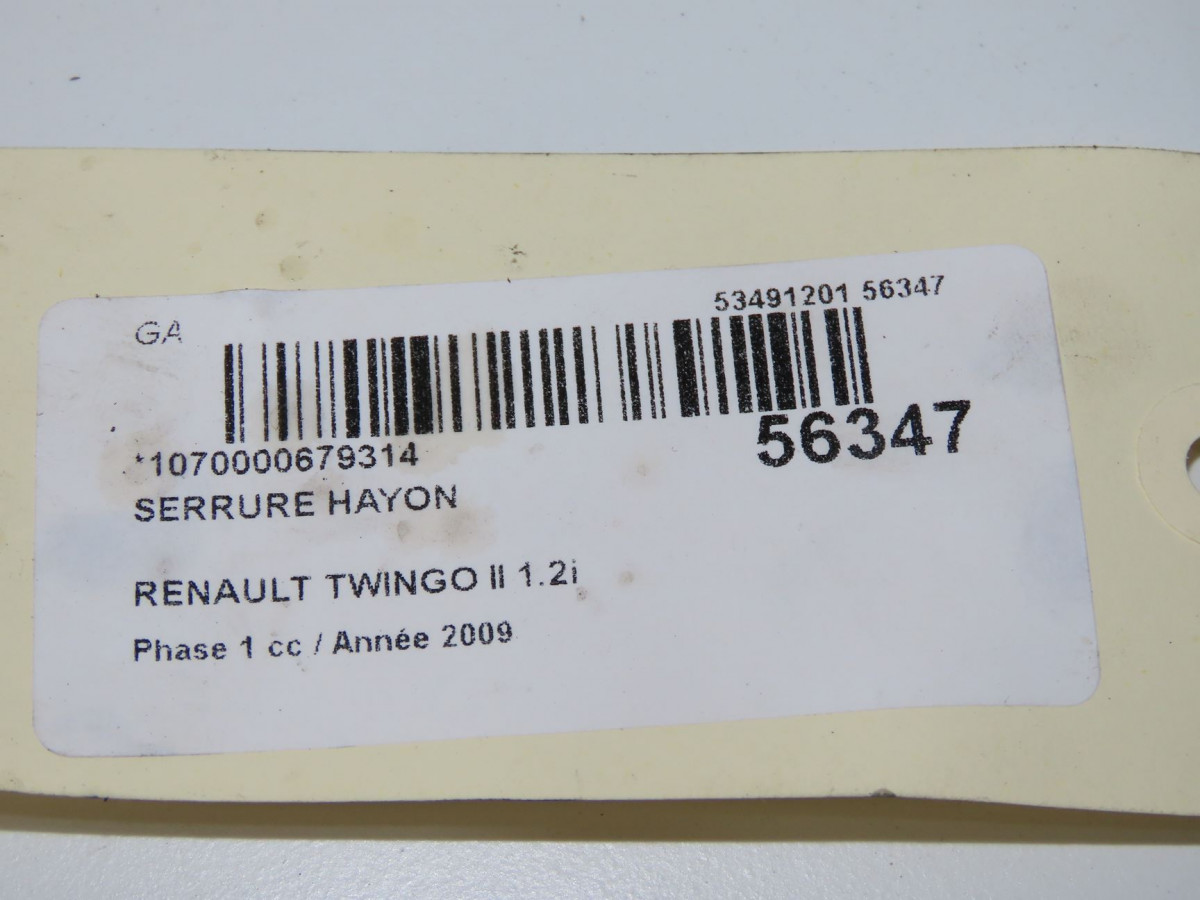 53491201 56347
GA
56347
*1070000679314
SERRURE HAYON
RENAULT TWINGO II 1.2i
Phase 1 cc / Année 2009